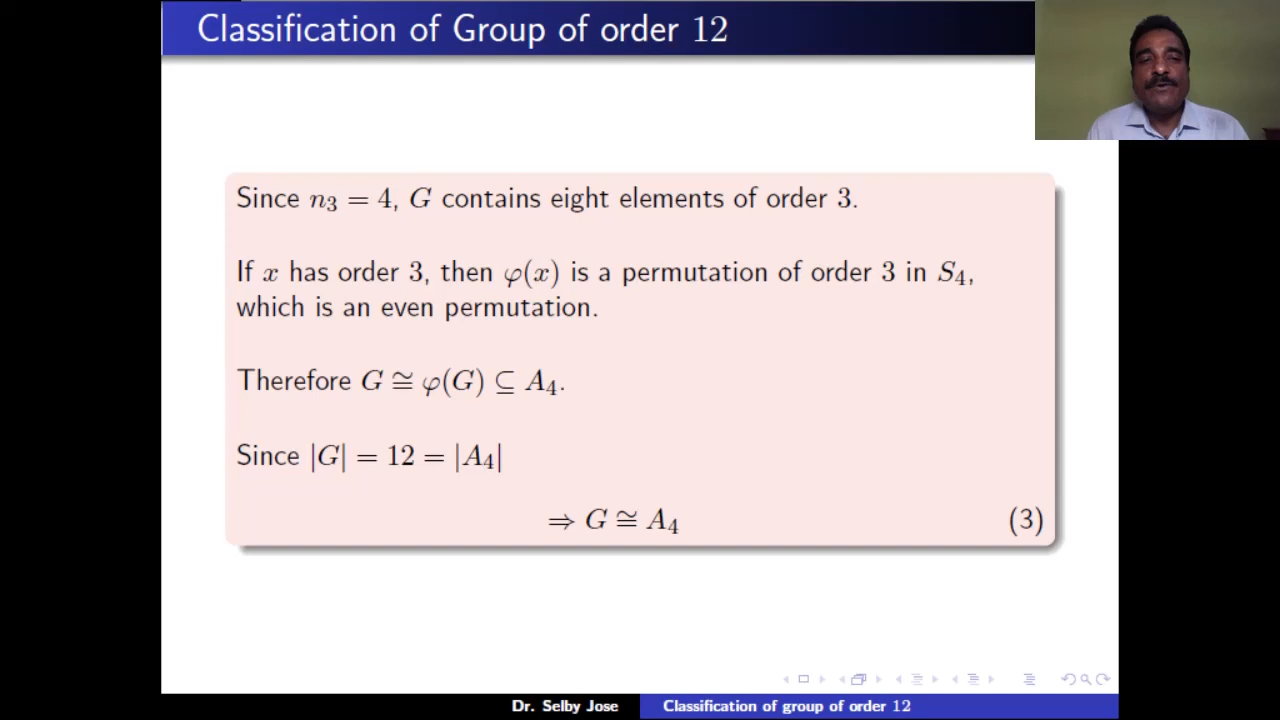 Classification of Group of order 12
Since n₃ = 4, G contains eight elements of order 3.
If x has order 3, then φ(x) is a permutation of order 3 in S₄,
which is an even permutation.
Therefore G ≅ φ(G) ⊆ A₄.
Since |G| = 12 = |A₄|
⇒ G ≅ A₄ (3)
Dr. Selby Jose Classification of group of order 12